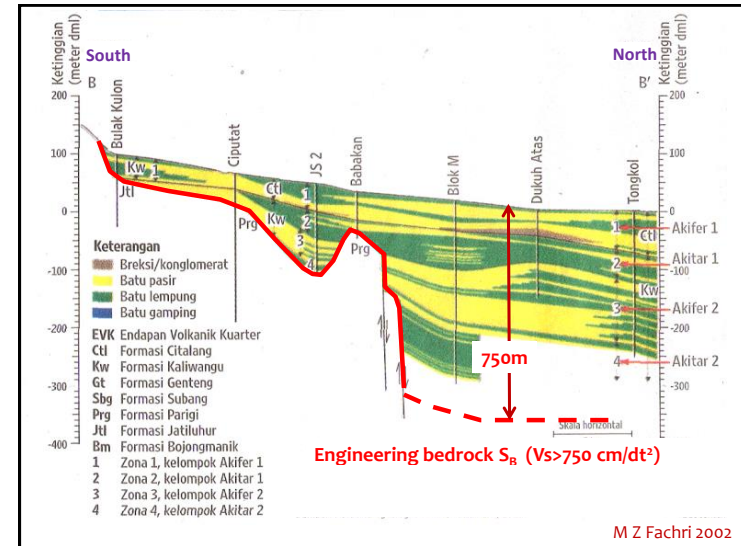 South
North
Ketinggian
(meter dml)
Ketinggian
(meter dml)
B
B'
Bulak Kulon
Ciputat
JS 2
Babakan
Blok M
Dukuh Atas
Tongkol
200
100
0
-100
-200
-300
-400
200
100
0
-100
-200
-300
Kw
1
Jtl
Ctl
1
2
Kw
3
4
Prg
Prg
1
Ctl
2
Kw
3
4
Akifer 1
Akitar 1
Akifer 2
Akitar 2
Keterangan
Breksi/konglomerat
Batu pasir
Batu lempung
Batu gamping
EVK Endapan Volkanik Kuarter
Ctl Formasi Citalang
Kw Formasi Kaliwangu
Gt Formasi Genteng
Sbg Formasi Subang
Prg Formasi Parigi
Jtl Formasi Jatiluhur
Bm Formasi Bojongmanik
1 Zona 1, kelompok Akifer 1
2 Zona 2, kelompok Akitar 1
3 Zona 3, kelompok Akifer 2
4 Zona 4, kelompok Akitar 2
750m
Skala horizontal
Engineering bedrock S_B (Vs>750 cm/dt²)
M Z Fachri 2002